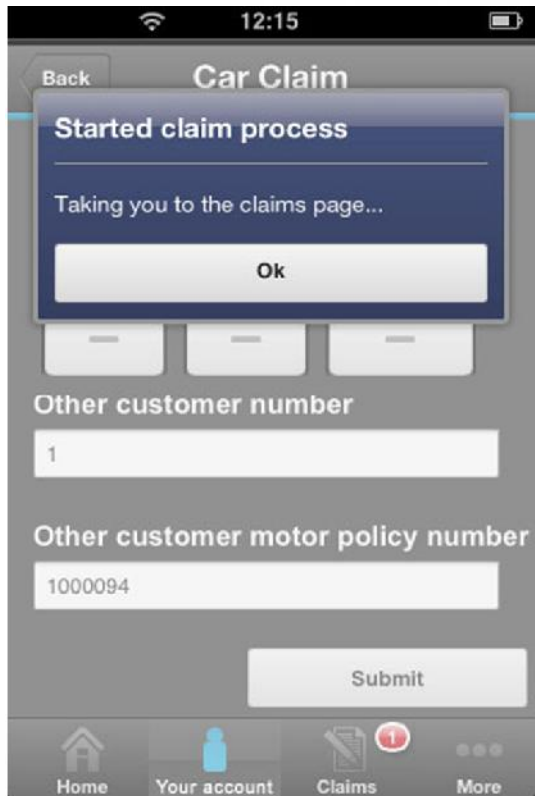 12:15
Back
Car Claim
Started claim process
Taking you to the claims page...
Ok
Other customer number
1
Other customer motor policy number
1000094
Submit
1
Home Your account Claims More